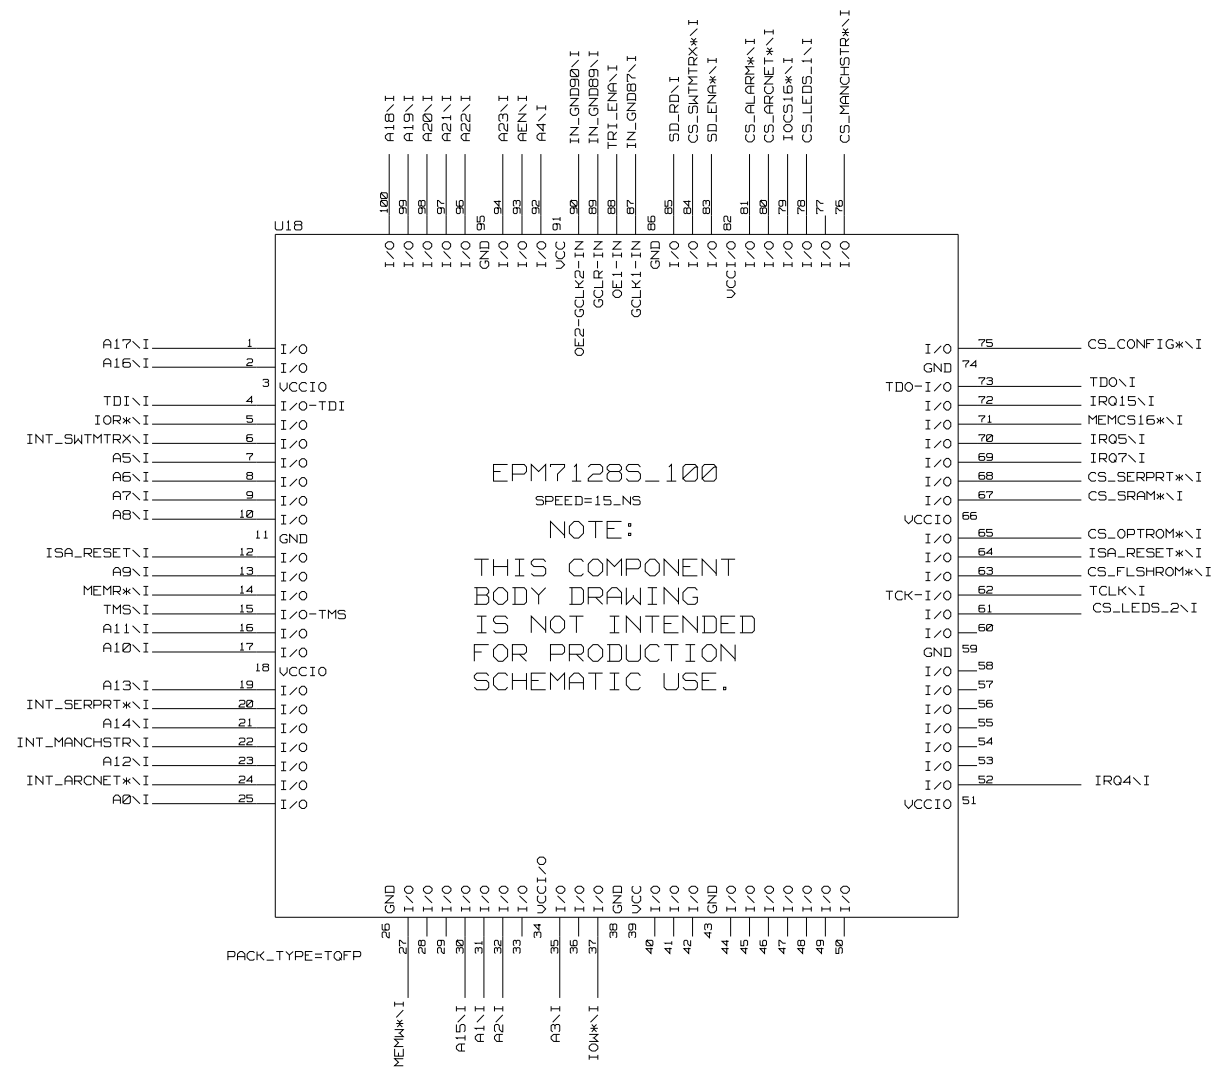 A18\I
A19\I
A20\I
A21\I
A22\I
A23\I
AEN\I
A4\I
IN_GND90\I
IN_GND89\I
TRI_ENA\I
IN_GND87\I
SD_RD\I
CS_SWTMTRX*\I
SD_ENA*\I
CS_ALARM*\I
CS_ARCNET*\I
IOCS16*\I
CS_LEDS_1\I
CS_MANCHSTR*\I
100
99
98
97
96
95
94
93
92
91
90
89
88
87
86
85
84
83
82
81
80
79
78
77
76
U18
I/O
I/O
I/O
I/O
I/O
GND
I/O
I/O
I/O
VCC
OE2-GCLK2-IN
GCLR-IN
OE1-IN
GCLK1-IN
GND
I/O
I/O
I/O
VCCI/O
I/O
I/O
I/O
I/O
I/O
I/O
A17\I 1 I/O
A16\I 2 I/O
3 VCCIO
TDI\I 4 I/O-TDI
IOR*\I 5 I/O
INT_SWTMTRX\I 6 I/O
A5\I 7 I/O
A6\I 8 I/O
A7\I 9 I/O
A8\I 10 I/O
11 GND
ISA_RESET\I 12 I/O
A9\I 13 I/O
MEMR*\I 14 I/O
TMS\I 15 I/O-TMS
A11\I 16 I/O
A10\I 17 I/O
18 VCCIO
A13\I 19 I/O
INT_SERPRT*\I 20 I/O
A14\I 21 I/O
INT_MANCHSTR\I 22 I/O
A12\I 23 I/O
INT_ARCNET*\I 24 I/O
A0\I 25 I/O
EPM7128S_100
SPEED=15_NS
NOTE:
THIS COMPONENT
BODY DRAWING
IS NOT INTENDED
FOR PRODUCTION
SCHEMATIC USE.
I/O 75 CS_CONFIG*\I
GND 74
TDO-I/O 73 TDO\I
I/O 72 IRQ15\I
I/O 71 MEMCS16*\I
I/O 70 IRQ5\I
I/O 69 IRQ7\I
I/O 68 CS_SERPRT*\I
I/O 67 CS_SRAM*\I
VCCIO 66
I/O 65 CS_OPTROM*\I
I/O 64 ISA_RESET*\I
I/O 63 CS_FLSHROM*\I
TCK-I/O 62 TCLK\I
I/O 61 CS_LEDS_2\I
I/O 60
GND 59
I/O 58
I/O 57
I/O 56
I/O 55
I/O 54
I/O 53
I/O 52 IRQ4\I
VCCIO 51
GND
I/O
I/O
I/O
I/O
I/O
I/O
I/O
VCCI/O
I/O
I/O
I/O
GND
VCC
I/O
I/O
I/O
GND
I/O
I/O
I/O
I/O
I/O
I/O
I/O
26
27
28
29
30
31
32
33
34
35
36
37
38
39
40
41
42
43
44
45
46
47
48
49
50
PACK_TYPE=TQFP
MEMW*\I
A15\I
A1\I
A2\I
A3\I
IOW*\I